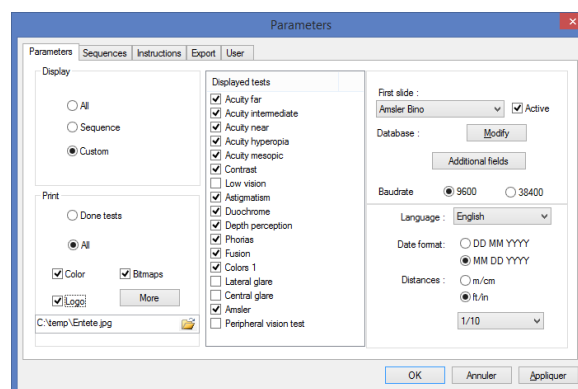 Parameters
Parameters Sequences Instructions Export User
Display
All
Sequence
Custom
Print
Done tests
All
Color Bitmaps
Logo More
C:\temp\Entete.jpg
Displayed tests
Acuity far
Acuity intermediate
Acuity near
Acuity hyperopia
Acuity mesopic
Contrast
Low vision
Astigmatism
Duochrome
Depth perception
Phorias
Fusion
Colors 1
Lateral glare
Central glare
Amsler
Peripheral vision test
First slide :
Amsler Bino Active
Database : Modify
Additional fields
Baudrate 9600 38400
Language : English
Date format: DD MM YYYY
MM DD YYYY
Distances : m/cm
ft/in
1/10
OK Annuler Appliquer